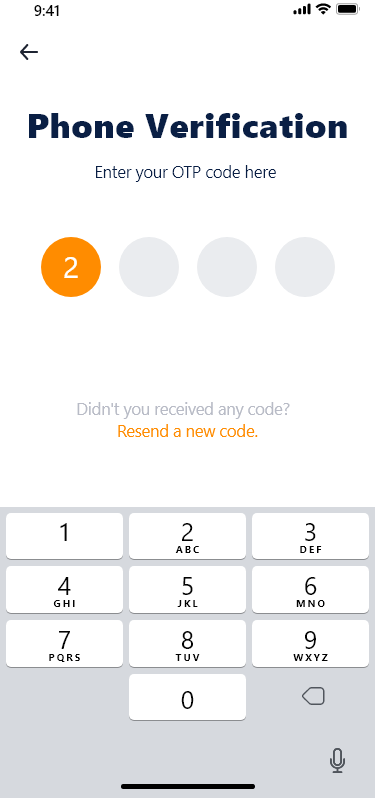 9:41
Phone Verification
Enter your OTP code here
2
Didn't you received any code?
Resend a new code.
1 2 3
ABC DEF
4 5 6
GHI JKL MNO
7 8 9
PQRS TUV WXYZ
0